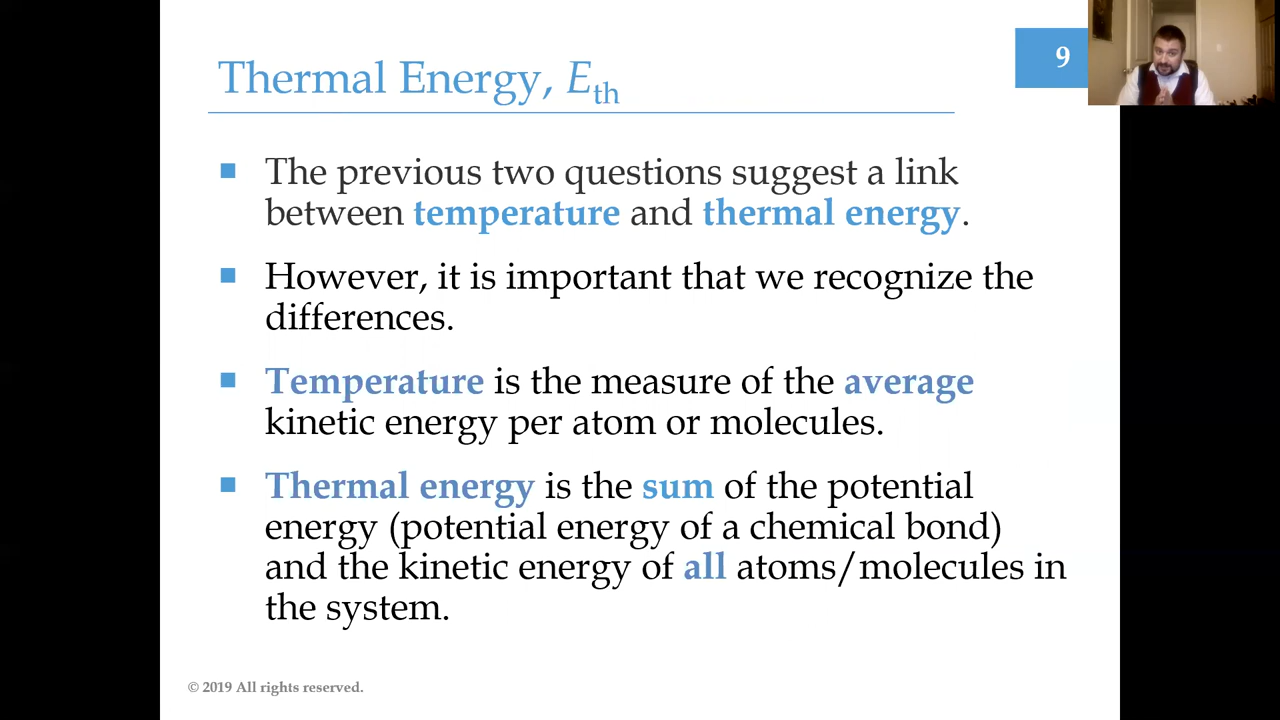 Thermal Energy, Eth
9
The previous two questions suggest a link
between temperature and thermal energy.
However, it is important that we recognize the
differences.
Temperature is the measure of the average
kinetic energy per atom or molecules.
Thermal energy is the sum of the potential
energy (potential energy of a chemical bond)
and the kinetic energy of all atoms/molecules in
the system.
© 2019 All rights reserved.